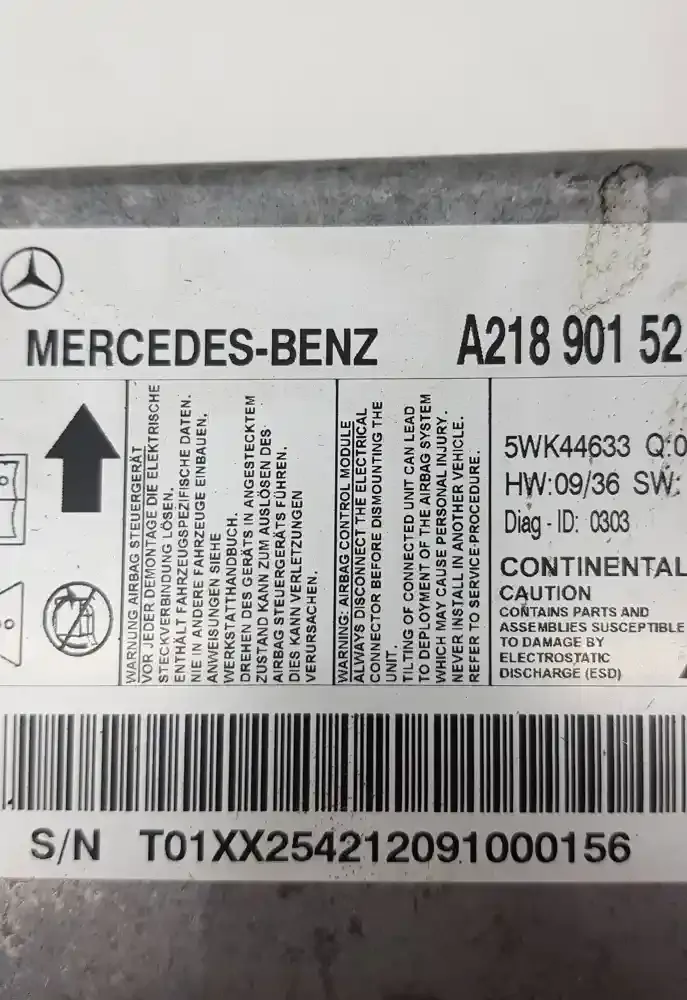 MERCEDES-BENZ
A218 901 52
WARNUNG AIRBAG STEUERGERÄT
VOR JEDER DEMONTAGE DIE ELEKTRISCHE
STECKVERBINDUNG LÖSEN.
ENTHÄLT FAHRZEUGSPEZIFISCHE DATEN.
NIE IN ANDERE FAHRZEUGE EINBAUEN.
ANWEISUNGEN SIEHE
WERKSTATTHANDBUCH.
DREHEN DES GERÄTS IN ANGESTECKTEM
ZUSTAND KANN ZUM AUSLÖSEN DES
AIRBAG STEUERGERÄTS FÜHREN.
DIES KANN VERLETZUNGEN
VERURSACHEN.
WARNING: AIRBAG CONTROL MODULE
ALWAYS DISCONNECT THE ELECTRICAL
CONNECTOR BEFORE DISMOUNTING THE
UNIT.
TILTING OF CONNECTED UNIT CAN LEAD
TO DEPLOYMENT OF THE AIRBAG SYSTEM
WHICH MAY CAUSE PERSONAL INJURY.
NEVER INSTALL IN ANOTHER VEHICLE.
REFER TO SERVICE-PROCEDURE.
5WK44633 Q:0
HW:09/36 SW:
Diag - ID: 0303
CONTINENTAL
CAUTION
CONTAINS PARTS AND
ASSEMBLIES SUSCEPTIBLE
TO DAMAGE BY
ELECTROSTATIC
DISCHARGE (ESD)
S/N T01XX254212091000156